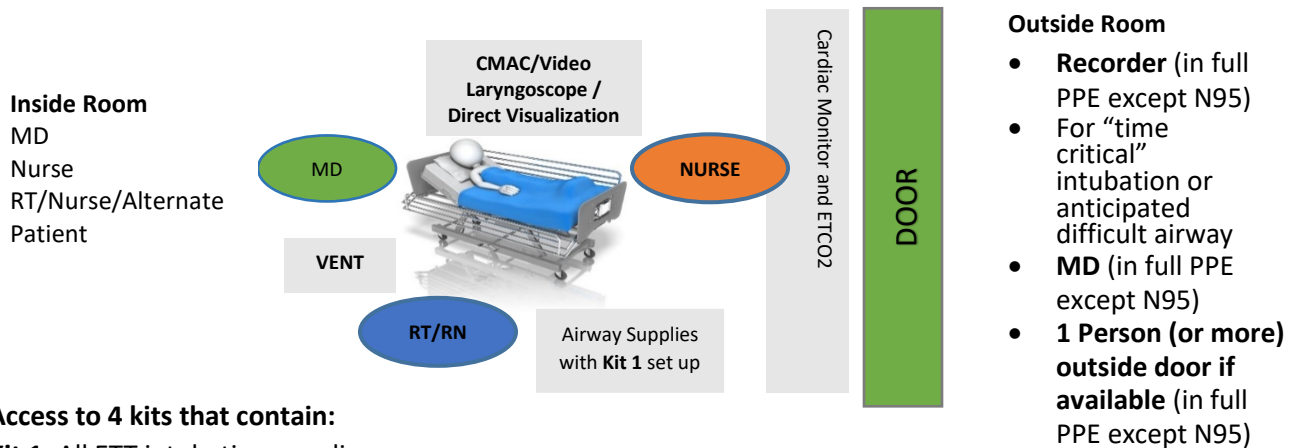 Inside Room
MD
Nurse
RT/Nurse/Alternate
Patient
MD
CMAC/Video
Laryngoscope /
Direct Visualization
NURSE
VENT
RT/RN
Airway Supplies
with Kit 1 set up
Cardiac Monitor and ETCO2
DOOR
Outside Room
• Recorder (in full
PPE except N95)
• For “time
critical”
intubation or
anticipated
difficult airway
• MD (in full PPE
except N95)
• 1 Person (or more)
outside door if
available (in full
PPE except N95)
Access to 4 kits that contain: